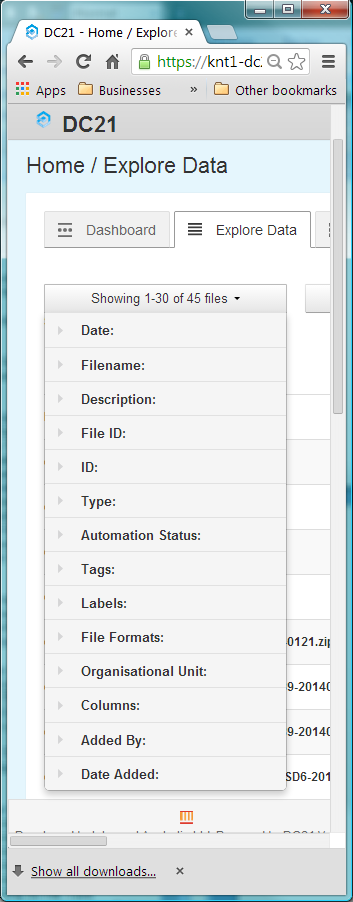 DC21 - Home / Explore
https://knt1-dc
Apps Businesses » Other bookmarks
DC21
Home / Explore Data
Dashboard Explore Data
Showing 1-30 of 45 files
Date:
Filename:
Description:
File ID:
ID:
Type:
Automation Status:
Tags:
Labels:
File Formats:
0121.zip
Organisational Unit:
9-20140
Columns:
9-20140
Added By:
Date Added:
SD6-201
Show all downloads...